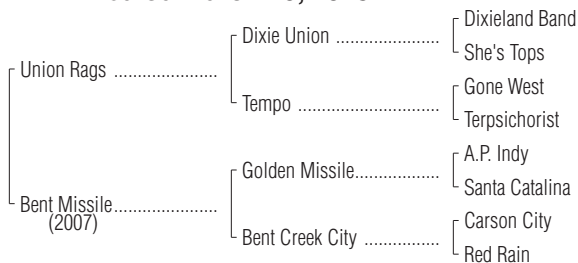 Dixieland Band
Dixie Union
She's Tops
Union Rags
Gone West
Tempo
Terpsichorist
A.P. Indy
Golden Missile
Santa Catalina
Bent Missile
(2007)
Carson City
Bent Creek City
Red Rain